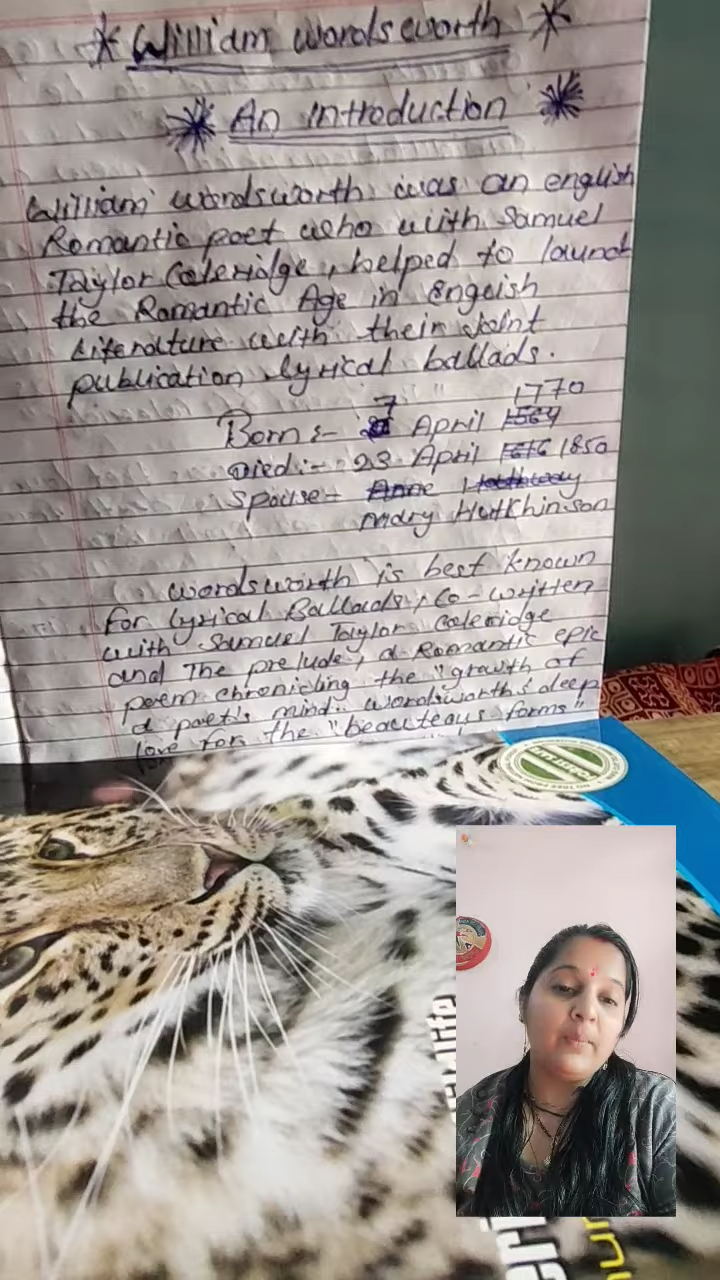 William wordsworth
An introduction
William wordsworth was an english
Romantic poet who with Samuel
Taylor Coleridge, helped to launch
the Romantic Age in English
Literature with their joint
publication Lyrical ballads.
Born :- 7 April 1770
Died :- 23 April 1850
Spouse - Anne Hathaway
Mary Hutchinson
wordsworth is best known
for Lyrical Ballads, Co-written
with Samuel Taylor Coleridge
and The prelude, a Romantic epic
poem chronicling the "growth of
a poet's mind. wordsworth's deep
love for the "beauteous forms"